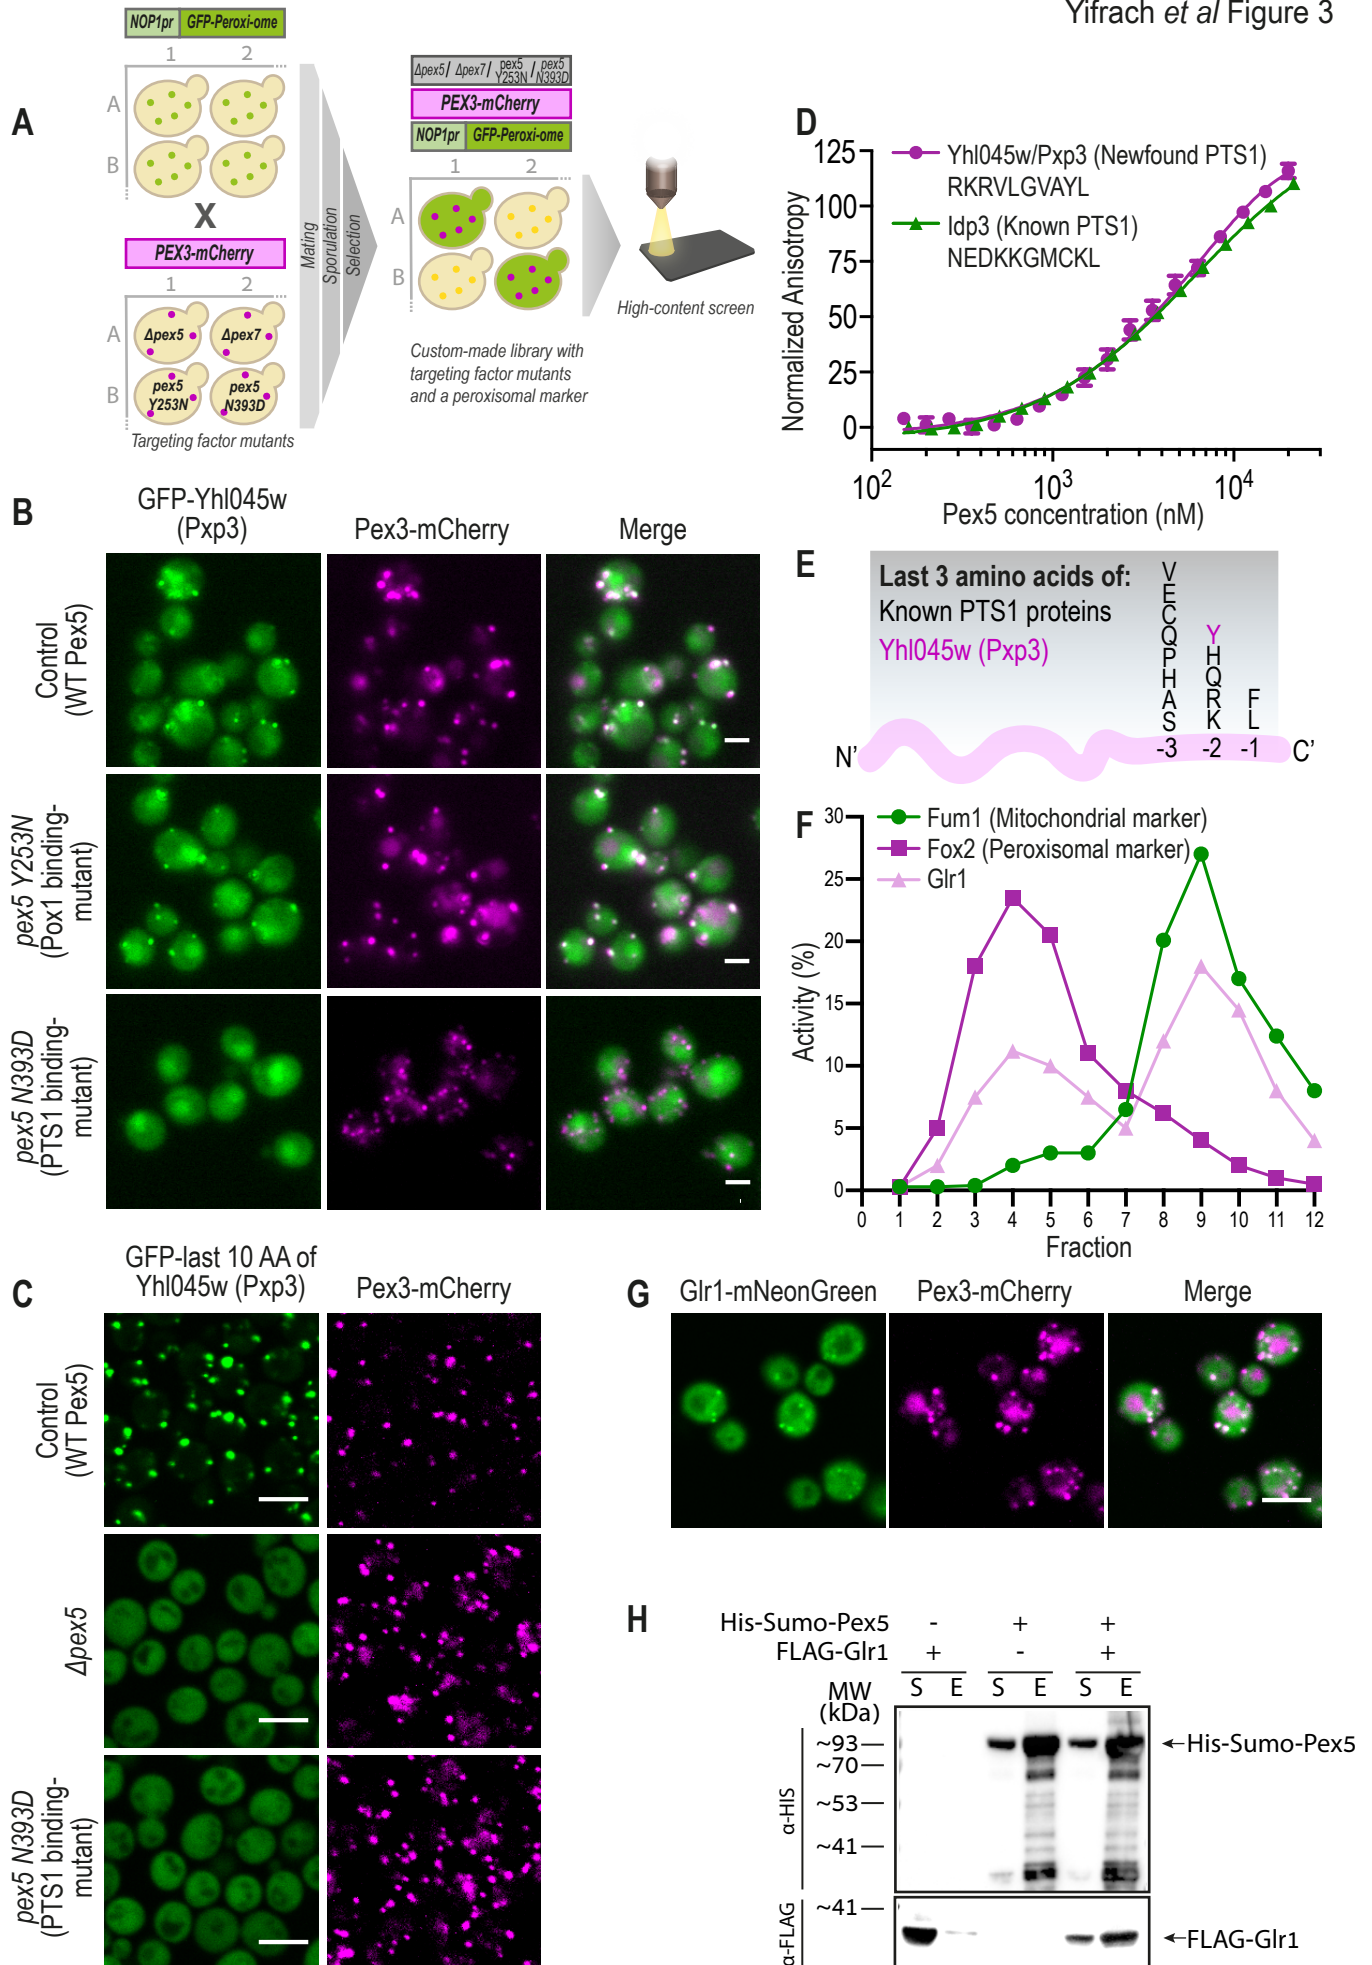 Yifrach et al Figure 3
A
NOP1pr GFP-Peroxi-ome
1 2
A
B
X
PEX3-mCherry
1 2
A
Δpex5 Δpex7
B
pex5 Y253N
pex5 N393D
Targeting factor mutants
Mating
Sporulation
Selection
Δpex5/ Δpex7/ pex5 Y253N / pex5 N393D
PEX3-mCherry
NOP1pr GFP-Peroxi-ome
1 2
A
B
Custom-made library with
targeting factor mutants
and a peroxisomal marker
High-content screen
D
Normalized Anisotropy
125
100
75
50
25
0
Yhl045w/Pxp3 (Newfound PTS1)
RKRVLGVAYL
Idp3 (Known PTS1)
NEDKKGMCKL
10² 10³ 10⁴
Pex5 concentration (nM)
B
GFP-Yhl045w
(Pxp3)
Pex3-mCherry
Merge
Control
(WT Pex5)
pex5 Y253N
(Pox1 binding-
mutant)
pex5 N393D
(PTS1 binding-
mutant)
E
Last 3 amino acids of:
Known PTS1 proteins
Yhl045w (Pxp3)
V
E
C
Q Y
P H
H Q
A R F
S K L
N' -3 -2 -1 C'
F
Activity (%)
30
25
20
15
10
5
0
Fum1 (Mitochondrial marker)
Fox2 (Peroxisomal marker)
Glr1
0 1 2 3 4 5 6 7 8 9 10 11 12
Fraction
C
GFP-last 10 AA of
Yhl045w (Pxp3)
Pex3-mCherry
Control
(WT Pex5)
Δpex5
pex5 N393D
(PTS1 binding-
mutant)
G
Glr1-mNeonGreen
Pex3-mCherry
Merge
H
His-Sumo-Pex5 - + +
FLAG-Glr1 + - +
S E S E S E
MW
(kDa)
α-HIS
~93
~70
~53
~41
←His-Sumo-Pex5
α-FLAG
~41
←FLAG-Glr1